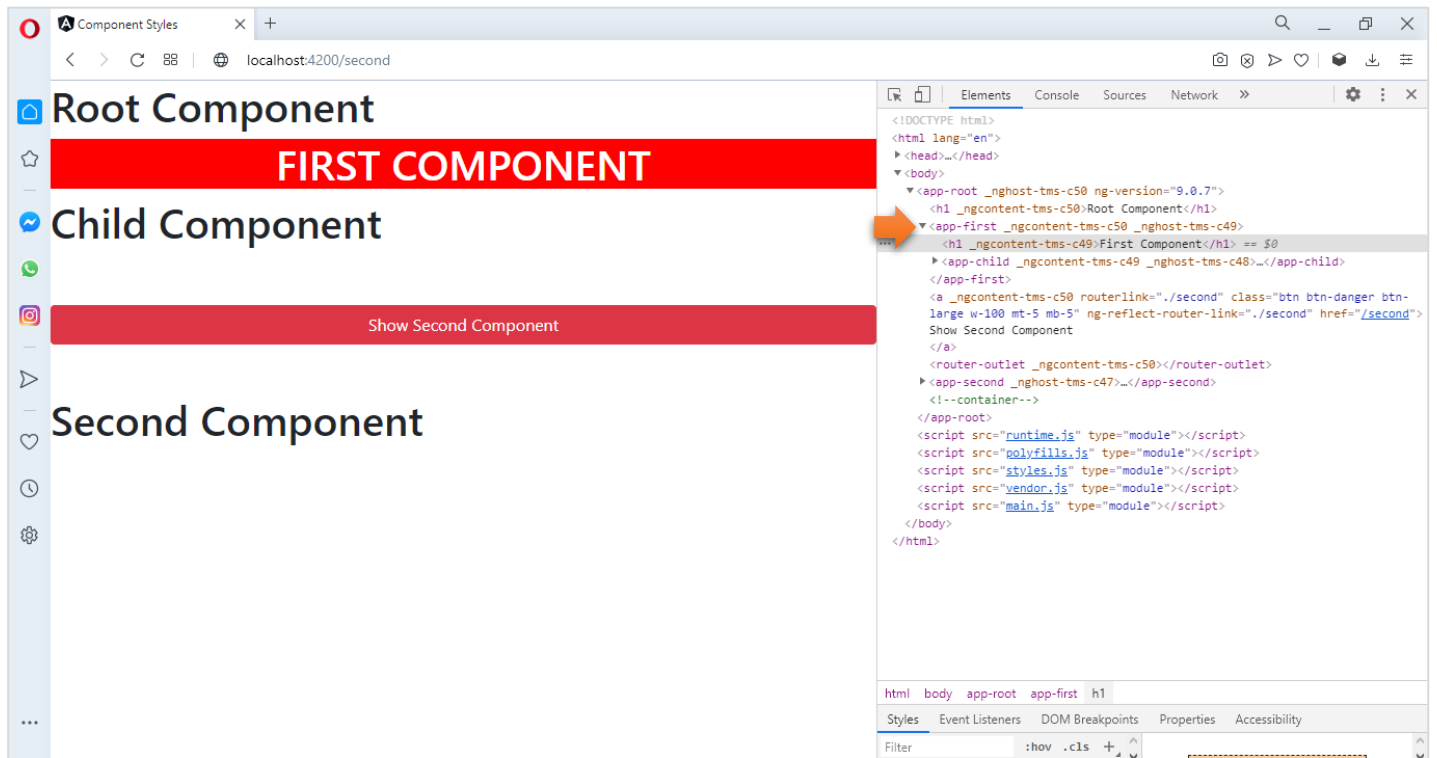 Component Styles
localhost:4200/second
Root Component
FIRST COMPONENT
Child Component
Show Second Component
Second Component
Elements Console Sources Network »
<!DOCTYPE html>
<html lang="en">
<head>…</head>
<body>
<app-root _nghost-tms-c50 ng-version="9.0.7">
<h1 _ngcontent-tms-c50>Root Component</h1>
<app-first _ngcontent-tms-c50 _nghost-tms-c49>
<h1 _ngcontent-tms-c49>First Component</h1> == $0
<app-child _ngcontent-tms-c49 _nghost-tms-c48>…</app-child>
</app-first>
<a _ngcontent-tms-c50 routerlink="./second" class="btn btn-danger btn-
large w-100 mt-5 mb-5" ng-reflect-router-link="./second" href="/second">
Show Second Component
</a>
<router-outlet _ngcontent-tms-c50></router-outlet>
<app-second _nghost-tms-c47>…</app-second>
<!--container-->
</app-root>
<script src="runtime.js" type="module"></script>
<script src="polyfills.js" type="module"></script>
<script src="styles.js" type="module"></script>
<script src="vendor.js" type="module"></script>
<script src="main.js" type="module"></script>
</body>
</html>
html body app-root app-first h1
Styles Event Listeners DOM Breakpoints Properties Accessibility
Filter :hov .cls +